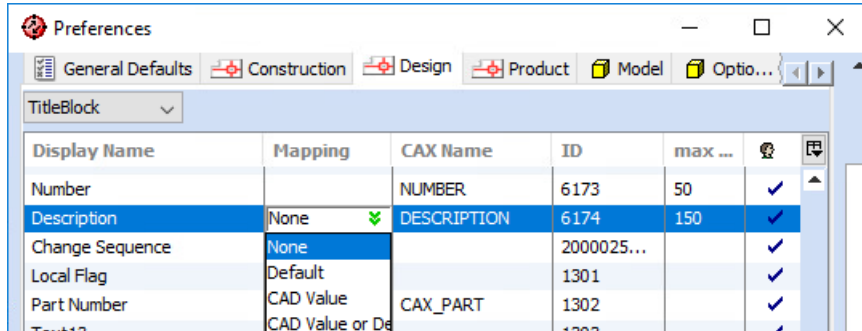 Preferences
General Defaults Construction Design Product Model Optio...
TitleBlock
Display Name Mapping CAX Name ID max ...
Number NUMBER 6173 50
Description None DESCRIPTION 6174 150
Change Sequence None 2000025...
Local Flag Default 1301
Part Number CAD Value CAX_PART 1302
CAD Value or De